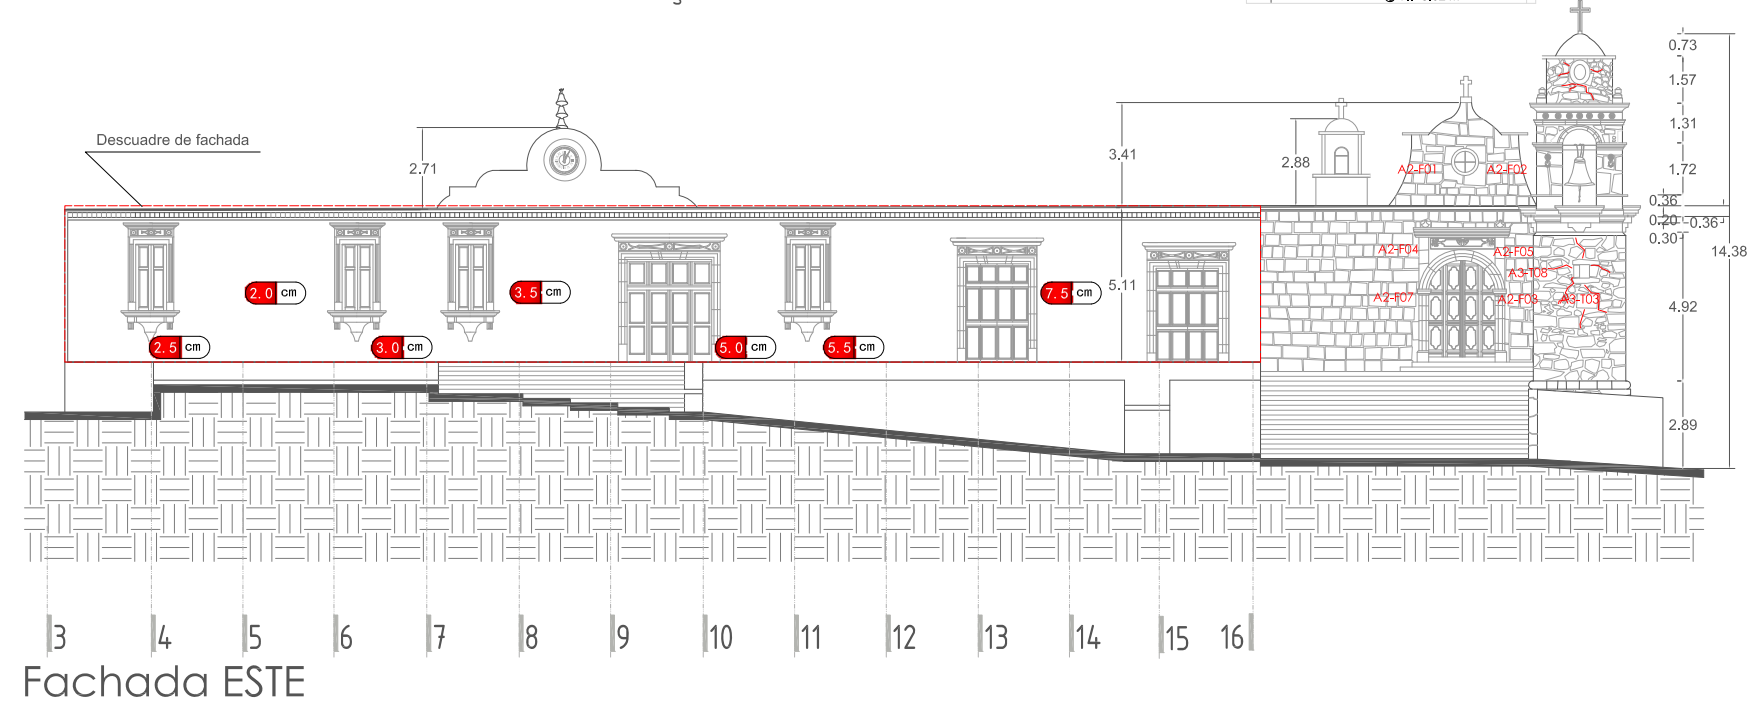 0.73
1.57
Descuadre de fachada
1.31
2.71
3.41
2.88
1.72
A2-F01
A2-F02
0.36
0.20
0.36
0.30
14.38
A2-F04
A2-F05
A3-T08
2.0 cm
3.5 cm
7.5 cm
5.11
A2-F07
A2-F03
A3-T03
4.92
2.5 cm
3.0 cm
5.0 cm
5.5 cm
2.89
3 4 5 6 7 8 9 10 11 12 13 14 15 16
Fachada ESTE